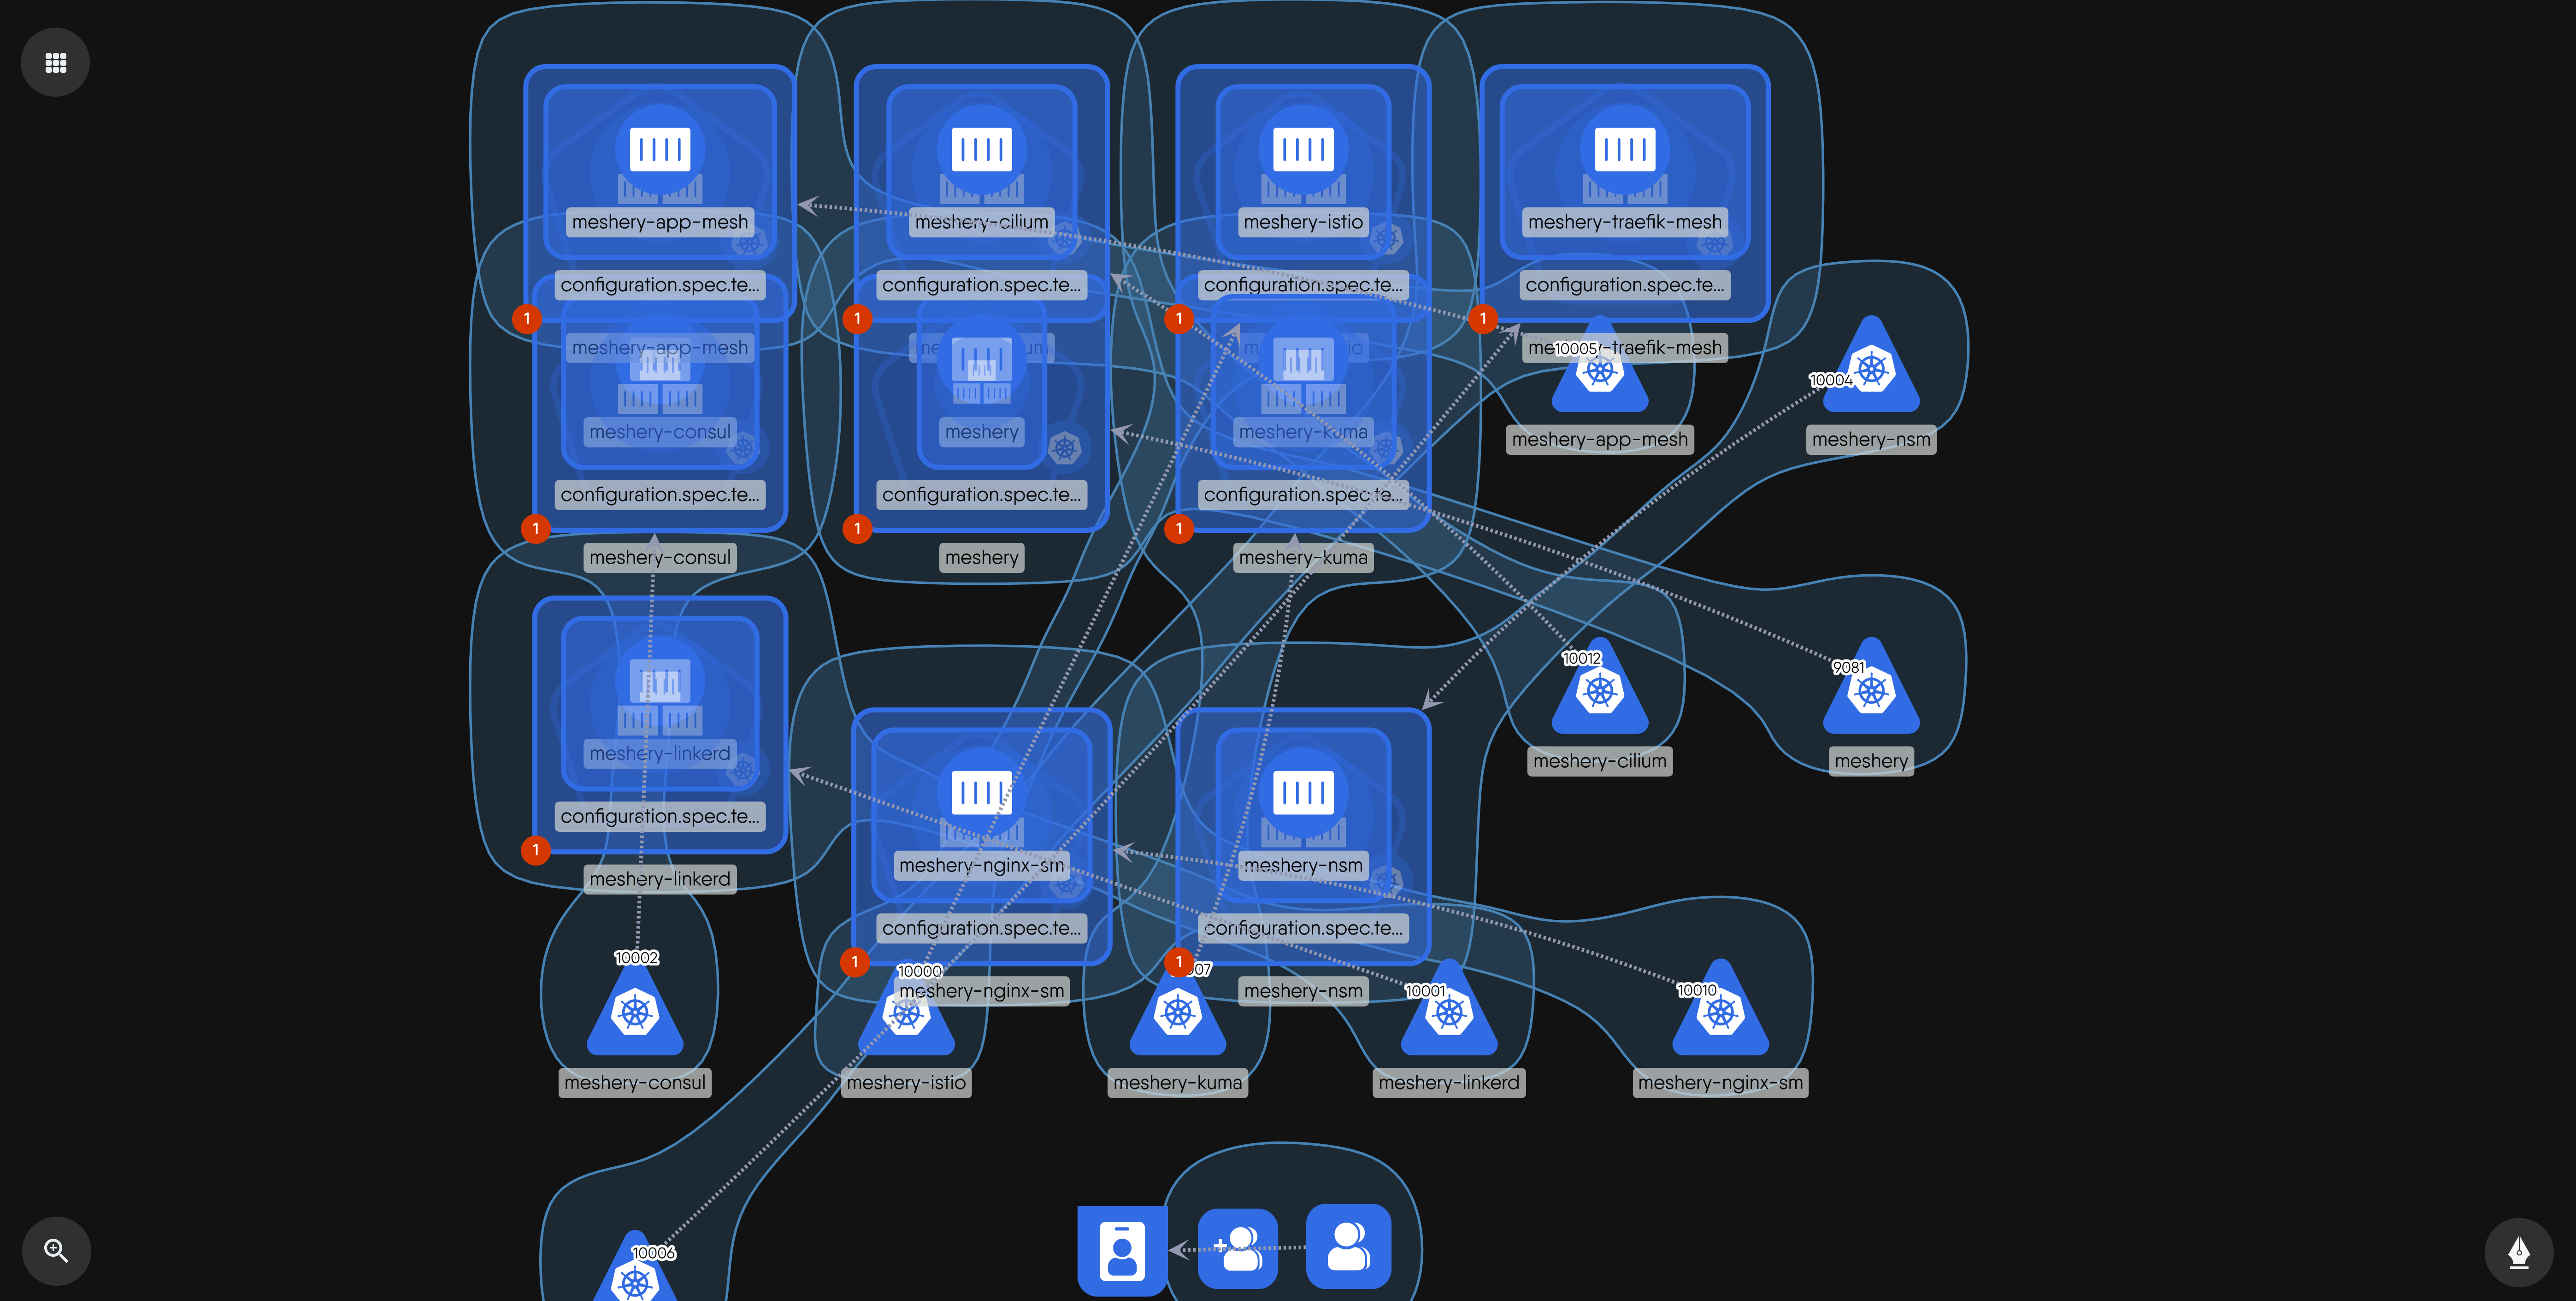 meshery-app-mesh
meshery-cilium
meshery-istio
meshery-traefik-mesh
configuration.spec.te...
configuration.spec.te...
configuration.spec.te...
configuration.spec.te...
1
1
1
1
meshery-app-mesh
10005
10004
meshery-consul
meshery
meshery-kuma
meshery-app-mesh
meshery-nsm
configuration.spec.te...
configuration.spec.te...
configuration.spec.te...
1
1
1
meshery-consul
meshery
meshery-kuma
10012
9081
meshery-linkerd
meshery-cilium
meshery
configuration.spec.te...
1
meshery-linkerd
meshery-nginx-sm
meshery-nsm
configuration.spec.te...
configuration.spec.te...
10002
1
10000
1
meshery-nginx-sm
meshery-nsm
10001
10010
meshery-consul
meshery-istio
meshery-kuma
meshery-linkerd
meshery-nginx-sm
10006